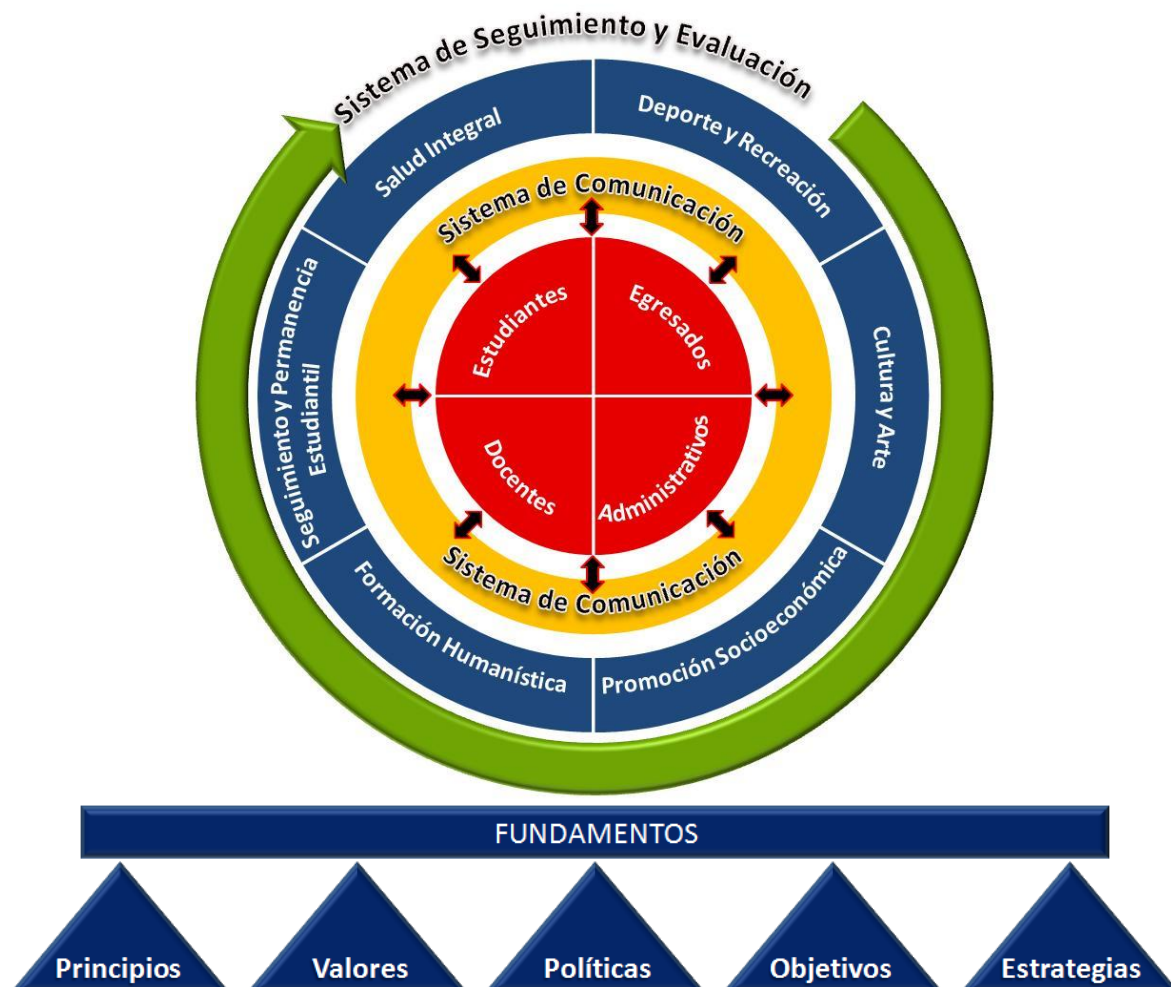 Sistema de Seguimiento y Evaluación
Salud Integral
Deporte y Recreación
Sistema de Comunicación
Estudiantes
Egresados
Seguimiento y Permanencia
Estudiantil
Cultura y Arte
Docentes
Administrativos
Sistema de Comunicación
Formación Humanística
Promoción Socioeconómica
FUNDAMENTOS
Principios
Valores
Políticas
Objetivos
Estrategias